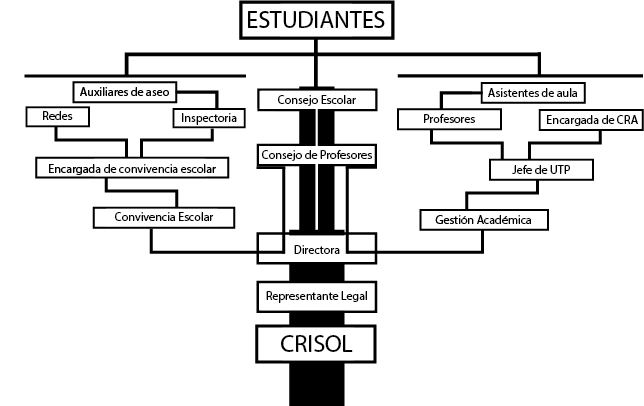 ESTUDIANTES
Auxiliares de aseo
Redes
Inspectoria
Encargada de convivencia escolar
Convivencia Escolar
Consejo Escolar
Consejo de Profesores
Asistentes de aula
Profesores
Encargada de CRA
Jefe de UTP
Gestión Académica
Directora
Representante Legal
CRISOL